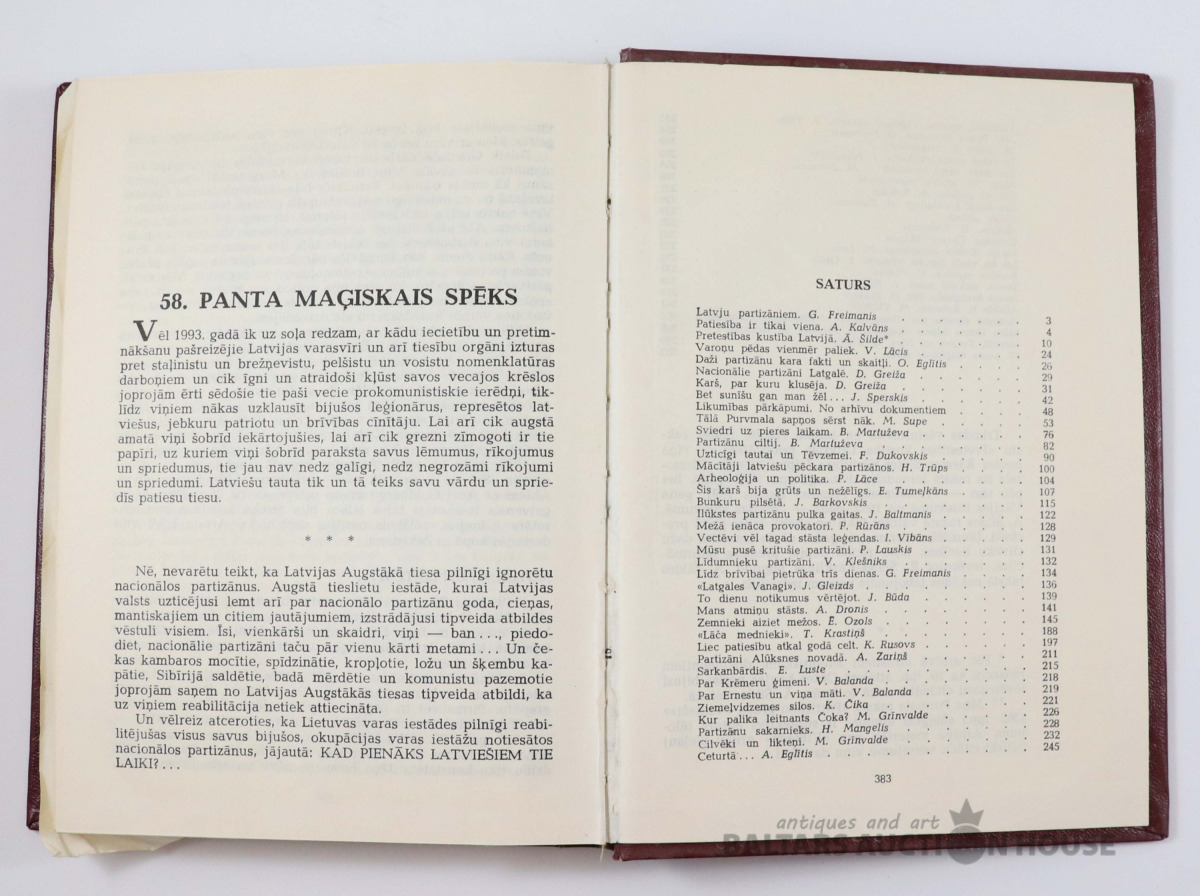 58. PANTA MAĢISKAIS SPĒKS
Vēl 1993. gadā ik uz soļa redzam, ar kādu iecietību un pretim-
nākšanu pašreizējie Latvijas varasvīri un arī tiesību orgāni izturas
pret staļinistu un brežņevistu, pelšistu un vosistu nomenklatūras
darboņiem un cik īgni un atraidoši kļūst savos vecajos krēslos
joprojām ērti sēdošie tie paši vecie prokomunistiskie ierēdņi, tik-
līdz viņiem nākas uzklausīt bijušos leģionārus, represētos lat-
viešus, jebkuru patriotu un brīvības cīnītāju. Lai arī cik augstā
amatā viņi šobrīd iekārtojušies, lai arī cik grezni zīmogoti ir tie
papīri, uz kuriem viņi šobrīd paraksta savus lēmumus, rīkojumus
un spriedumus, tie jau nav nedz galīgi, nedz negrozāmi rīkojumi
un spriedumi. Latviešu tauta tik un tā teiks savu vārdu un sprie-
dīs patiesu tiesu.
* * *
Nē, nevarētu teikt, ka Latvijas Augstākā tiesa pilnīgi ignorētu
nacionālos partizānus. Augstā tieslietu iestāde, kurai Latvijas
valsts uzticējusi lemt arī par nacionālo partizānu goda, cieņas,
mantiskajiem un citiem jautājumiem, izstrādājusi tipveida atbildes
vēstuli visiem. Īsi, vienkārši un skaidri, viņi — ban..., piedo-
diet, nacionālie partizāni taču pār vienu kārti metami... Un če-
kas kambaros mocītie, spīdzinātie, kropļotie, ložu un šķembu ka-
pātie, Sibīrijā saldētie, badā mērdētie un komunistu pazemotie
joprojām saņem no Latvijas Augstākās tiesas tipveida atbildi, ka
uz viņiem reabilitācija netiek attiecināta.
Un vēlreiz atceroties, ka Lietuvas varas iestādes pilnīgi reabi-
litējušas visus savus bijušos, okupācijas varas iestāžu notiesātos
nacionālos partizānus, jājautā: KAD PIENĀKS LATVIEŠIEM TIE
LAIKI?...
SATURS
Latvju partizāniem. G. Freimanis . . . . . . . 3
Patiesība ir tikai viena. A. Kalvāns . . . . . . . 4
Pretestības kustība Latvijā. Ā. Šilde* . . . . . . . 10
Varoņu pēdas vienmēr paliek. V. Lācis . . . . . . . 24
Daži partizānu kara fakti un skaitļi. O. Eglītis . . . . . . 26
Nacionālie partizāni Latgalē. D. Greiža . . . . . . . 29
Karš, par kuru klusēja. D. Greiža . . . . . . . 31
Bet sunīšu gan man žēl... J. Sperskis . . . . . . . 42
Likumības pārkāpumi. No arhīvu dokumentiem . . . . . 48
Tālā Purvmala sapņos sērst nāk. M. Supe . . . . . . 53
Sviedri uz pieres laikam. B. Martuževa . . . . . . . 76
Partizānu ciltij. B. Martuževa . . . . . . . 82
Uzticīgi tautai un Tēvzemei. F. Dukovskis . . . . . . 90
Mācītāji latviešu pēckara partizānos. H. Trūps . . . . . 100
Arheoloģija un politika. P. Lāce . . . . . . . 104
Šis karš bija grūts un nežēlīgs. E. Tumeļkāns . . . . . 107
Bunkuru pilsētā. J. Barkovskis . . . . . . . 115
Ilūkstes partizānu pulka gaitas. J. Baltmanis . . . . . 122
Mežā ienāca provokatori. P. Rūrāns . . . . . . . 128
Vectēvi vēl tagad stāsta leģendas. I. Vībāns . . . . . 129
Mūsu pusē kritušie partizāni. P. Lauskis . . . . . . 131
Līdumnieku partizāni. V. Klešniks . . . . . . . 132
Līdz brīvībai pietrūka trīs dienas. G. Freimanis . . . . . 134
«Latgales Vanagi». J. Gleizds . . . . . . . 136
To dienu notikumus vērtējot. J. Būda . . . . . . . 139
Mans atmiņu stāsts. A. Dronis . . . . . . . 141
Zemnieki aiziet mežos. Ē. Ozols . . . . . . . 145
«Lāča mednieki». T. Krastiņš . . . . . . . 188
Liec patiesību atkal godā celt. K. Rusovs . . . . . . 197
Partizāni Alūksnes novadā. A. Zariņš . . . . . . . 211
Sarkanbārdis. E. Luste . . . . . . . 215
Par Krēmeru ģimeni. V. Balanda . . . . . . . 218
Par Ernestu un viņa māti. V. Balanda . . . . . . . 219
Ziemeļvidzemes silos. K. Čika . . . . . . . 221
Kur palika leitnants Čoka? M. Grīnvalde . . . . . . 226
Partizānu sakarnieks. H. Mangelis . . . . . . . 228
Cilvēki un likteņi. M. Grīnvalde . . . . . . . 232
Ceturtā... A. Eglītis . . . . . . . 245
383
antiques and art
BALTARS AUCTION HOUSE